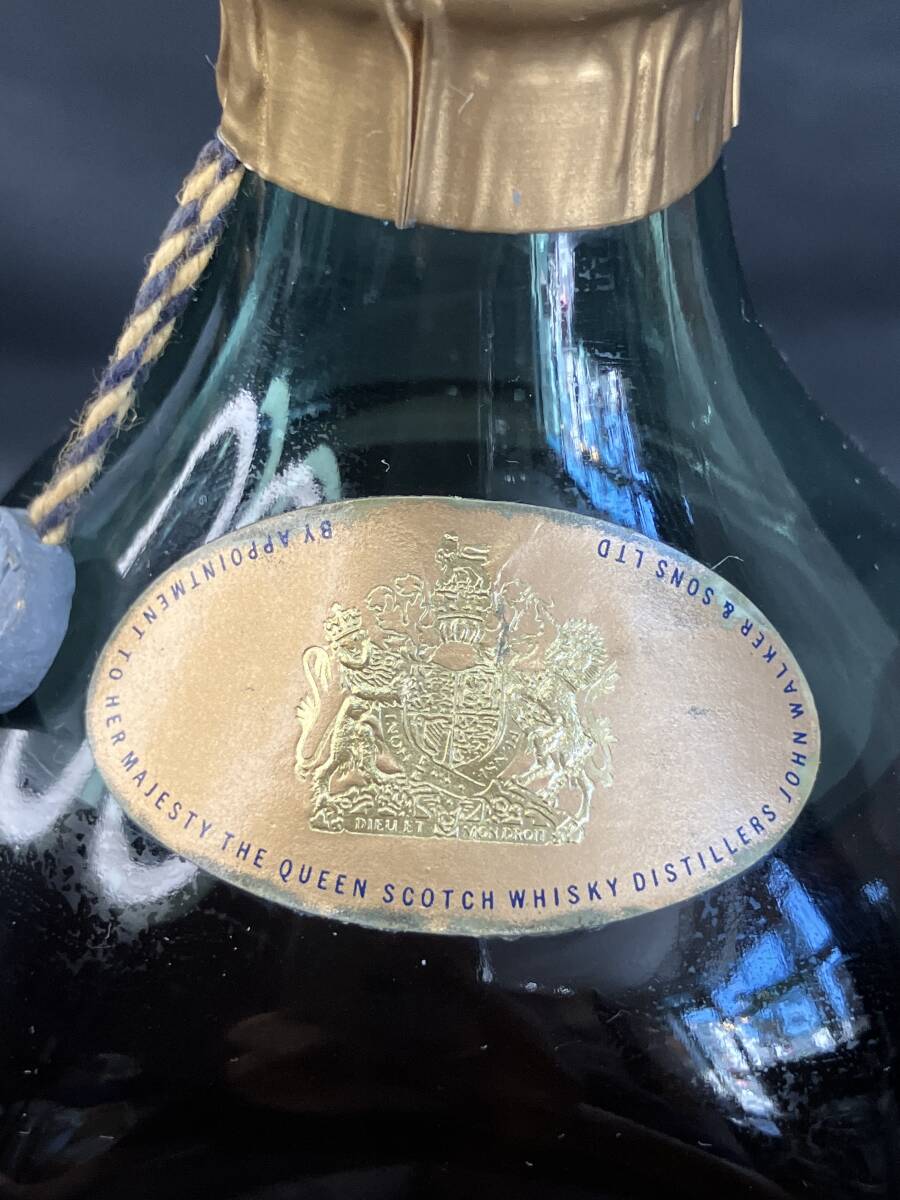 BY APPOINTMENT TO HER MAJESTY THE QUEEN SCOTCH WHISKY DISTILLERS JOHN WALKER & SONS LTD
DIEU ET MON DROIT